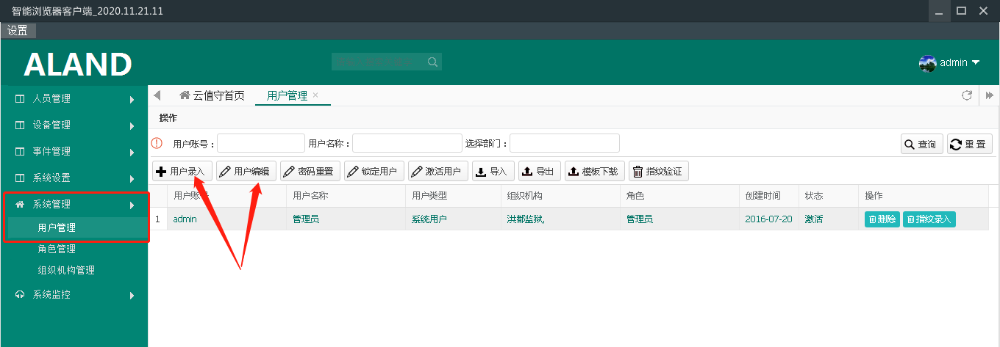 智能浏览器客户端_2020.11.21.11
设置
ALAND
admin
人员管理
设备管理
事件管理
系统设置
系统管理
用户管理
角色管理
组织机构管理
系统监控
云值守首页 用户管理 ×
操作
用户账号： 用户名称： 选择部门： 查询 重 置
用户录入 用户编辑 密码重置 锁定用户 激活用户 导入 导出 模板下载 指纹验证
用户账号 用户名称 用户类型 组织机构 角色 创建时间 状态 操作
1 admin 管理员 系统用户 洪都监狱, 管理员 2016-07-20 激活 删除 指纹录入